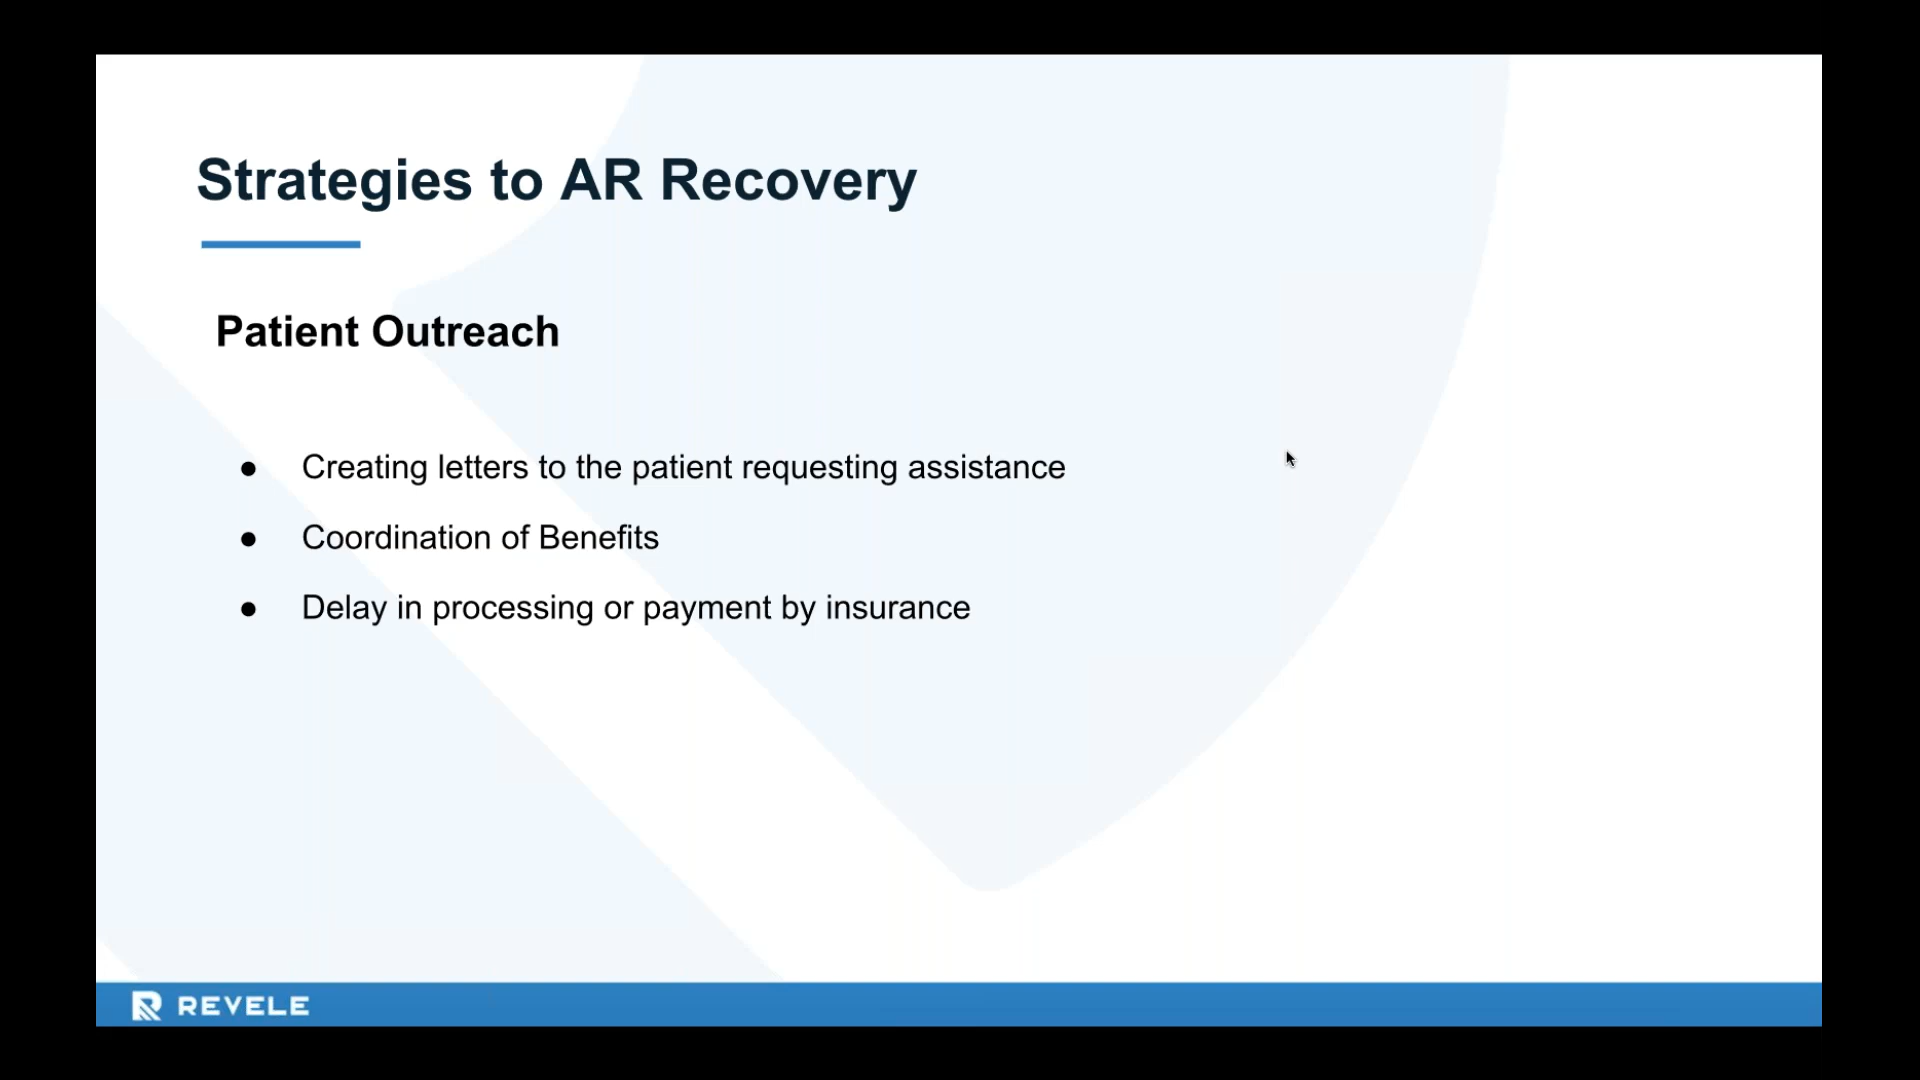 Strategies to AR Recovery
Patient Outreach
● Creating letters to the patient requesting assistance
● Coordination of Benefits
● Delay in processing or payment by insurance
REVELE